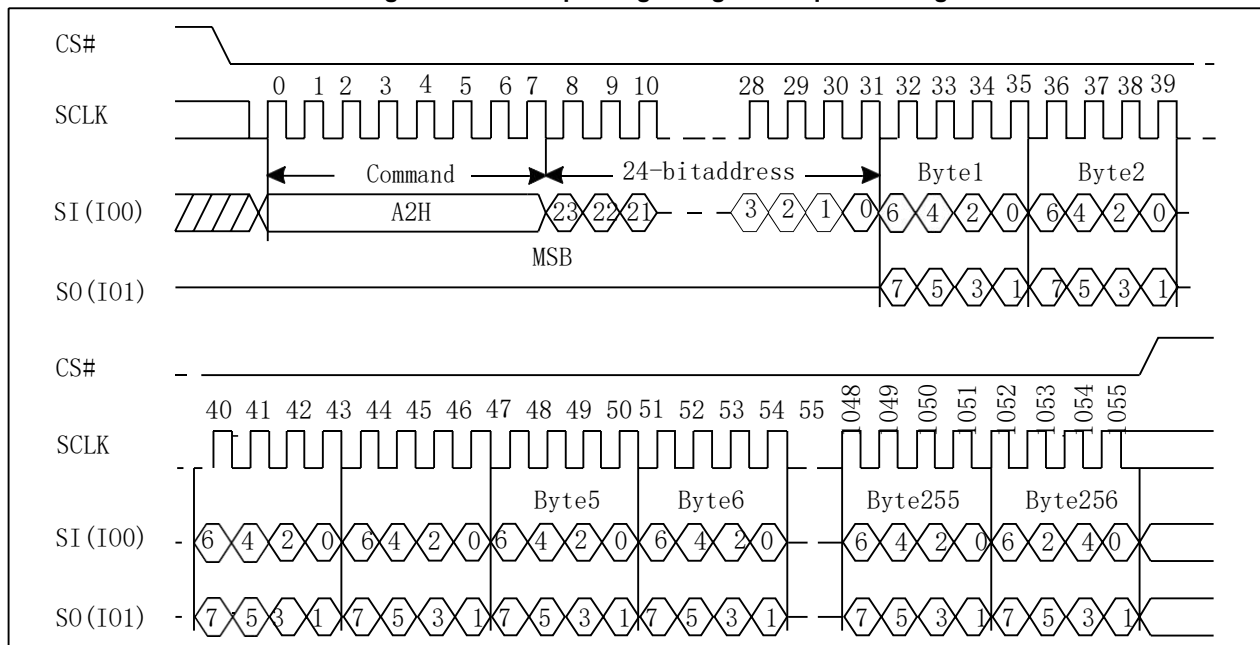 CS#
0 1 2 3 4 5 6 7 8 9 10 28 29 30 31 32 33 34 35 36 37 38 39
SCLK
Command 24-bitaddress Byte1 Byte2
SI(IO0) A2H 23 22 21 3 2 1 0 6 4 2 0 6 4 2 0
MSB
SO(IO1) 7 5 3 1 7 5 3 1
CS#
40 41 42 43 44 45 46 47 48 49 50 51 52 53 54 55 1048 1049 1050 1051 1052 1053 1054 1055
SCLK
Byte5 Byte6 Byte255 Byte256
SI(IO0) 6 4 2 0 6 4 2 0 6 4 2 0 6 4 2 0 6 4 2 0 6 2 4 0
SO(IO1) 7 5 3 1 7 5 3 1 7 5 3 1 7 5 3 1 7 5 3 1 7 5 3 1